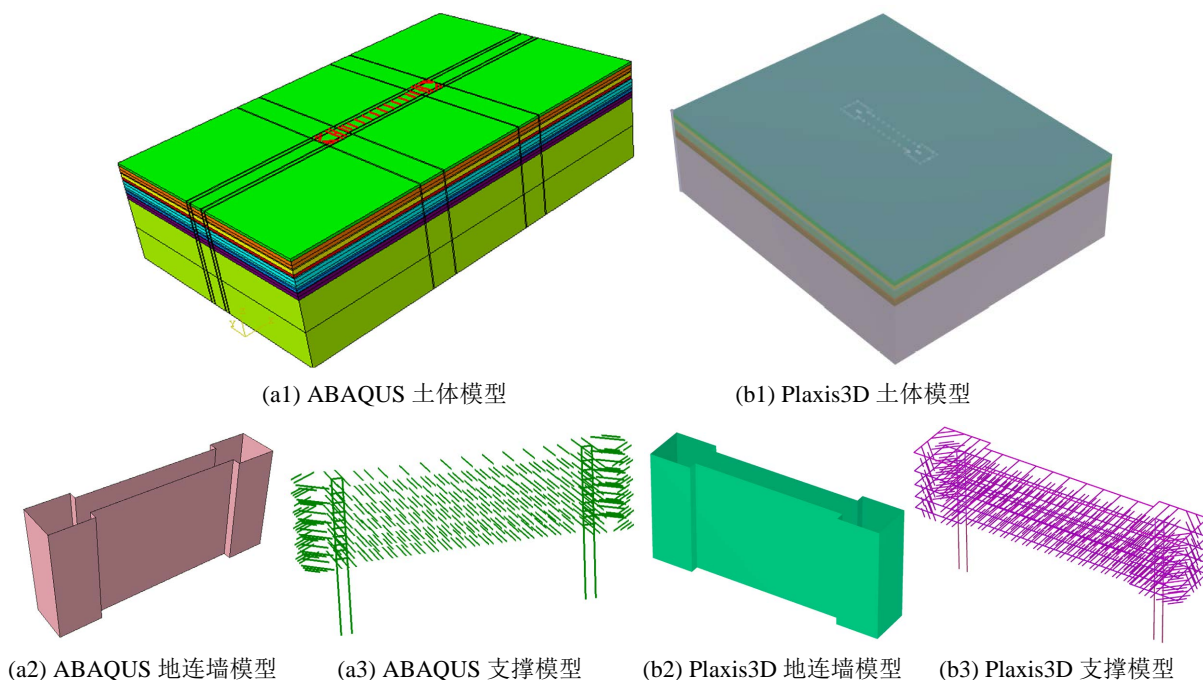 (a1) ABAQUS 土体模型
(b1) Plaxis3D 土体模型
(a2) ABAQUS 地连墙模型
(a3) ABAQUS 支撑模型
(b2) Plaxis3D 地连墙模型
(b3) Plaxis3D 支撑模型